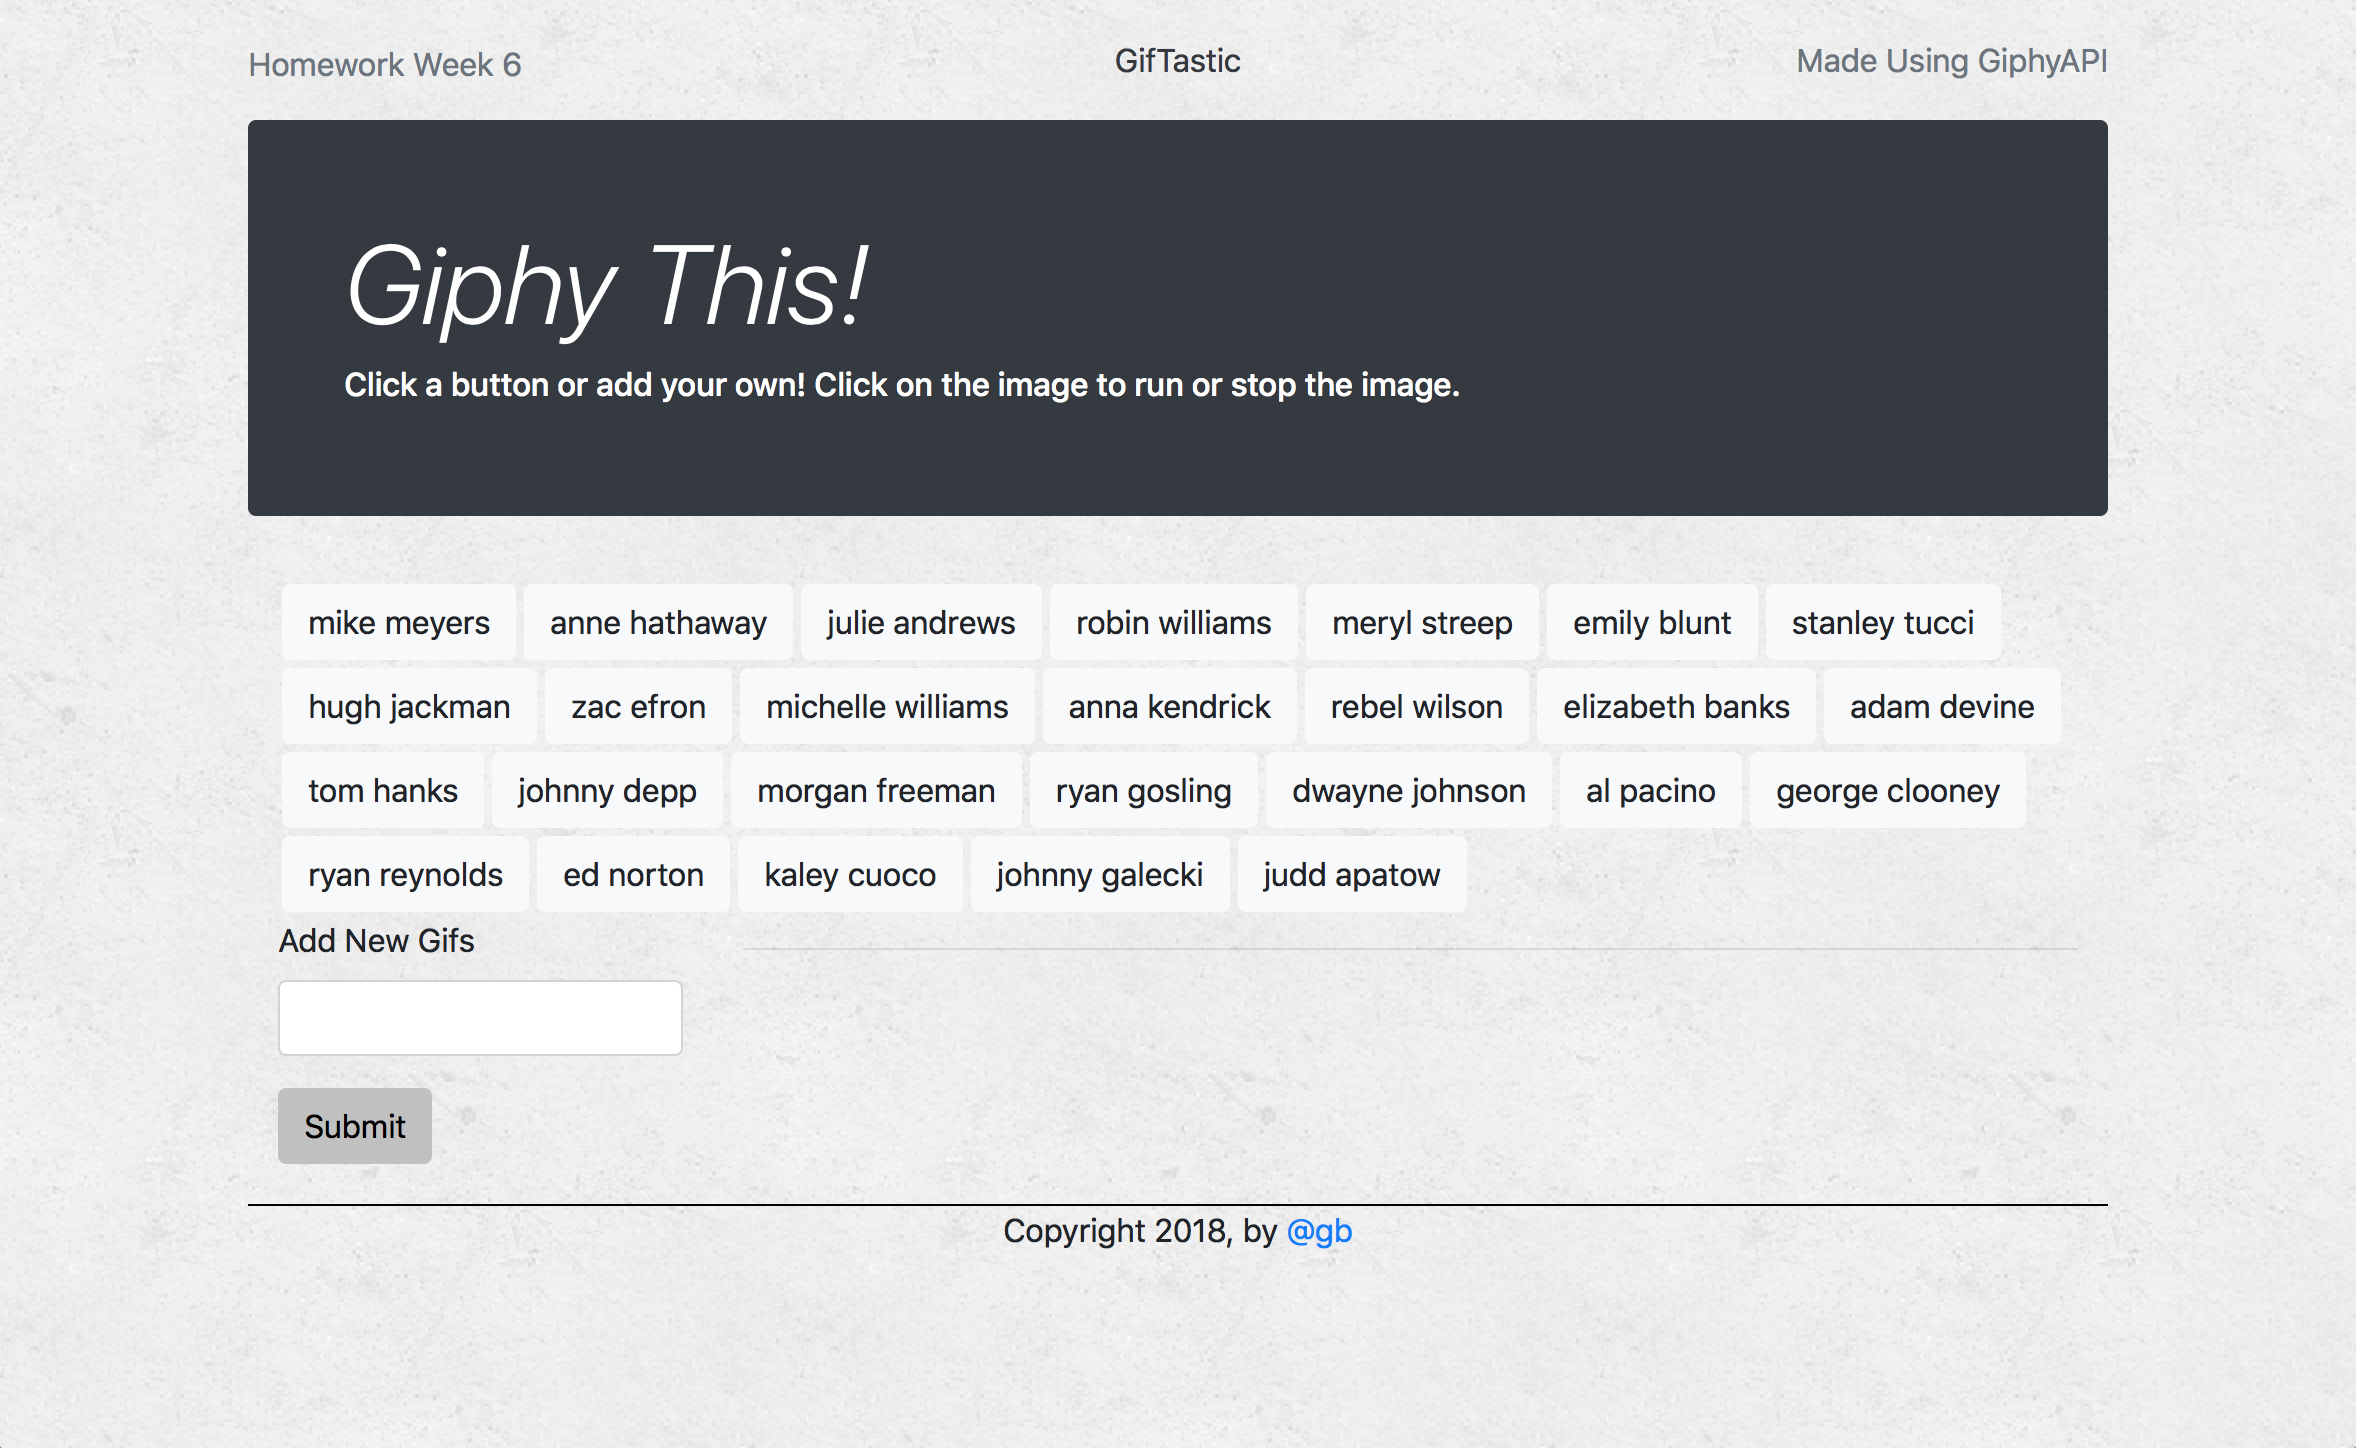 Homework Week 6 GifTastic Made Using GiphyAPI
Giphy This!
Click a button or add your own! Click on the image to run or stop the image.
mike meyers anne hathaway julie andrews robin williams meryl streep emily blunt stanley tucci
hugh jackman zac efron michelle williams anna kendrick rebel wilson elizabeth banks adam devine
tom hanks johnny depp morgan freeman ryan gosling dwayne johnson al pacino george clooney
ryan reynolds ed norton kaley cuoco johnny galecki judd apatow
Add New Gifs
Submit
Copyright 2018, by @gb